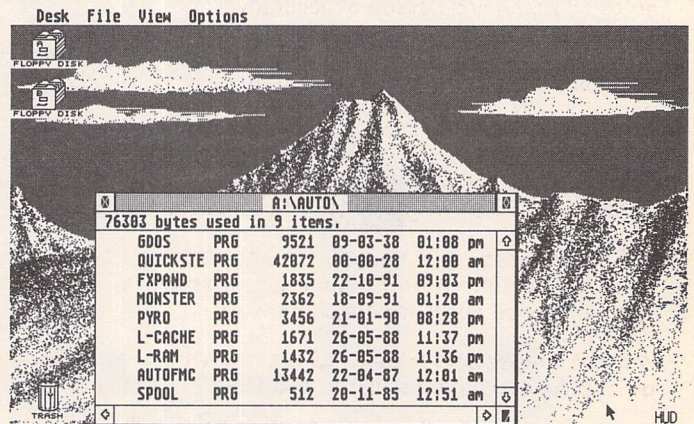 Desk File View Options
FLOPPY DISK
FLOPPY DISK
A:\AUTO\
76303 bytes used in 9 items.
GDOS PRG 9521 09-03-38 01:08 pm
QUICKSTE PRG 42072 00-00-28 12:00 am
FXPAND PRG 1835 22-10-91 09:03 pm
MONSTER PRG 2362 18-09-91 01:20 am
PYRO PRG 3456 21-01-90 08:28 pm
L-CACHE PRG 1671 26-05-88 11:37 pm
L-RAM PRG 1432 26-05-88 11:36 pm
AUTOFMC PRG 13442 22-04-87 12:01 am
SPOOL PRG 512 20-11-85 12:51 am
TRASH
HUD